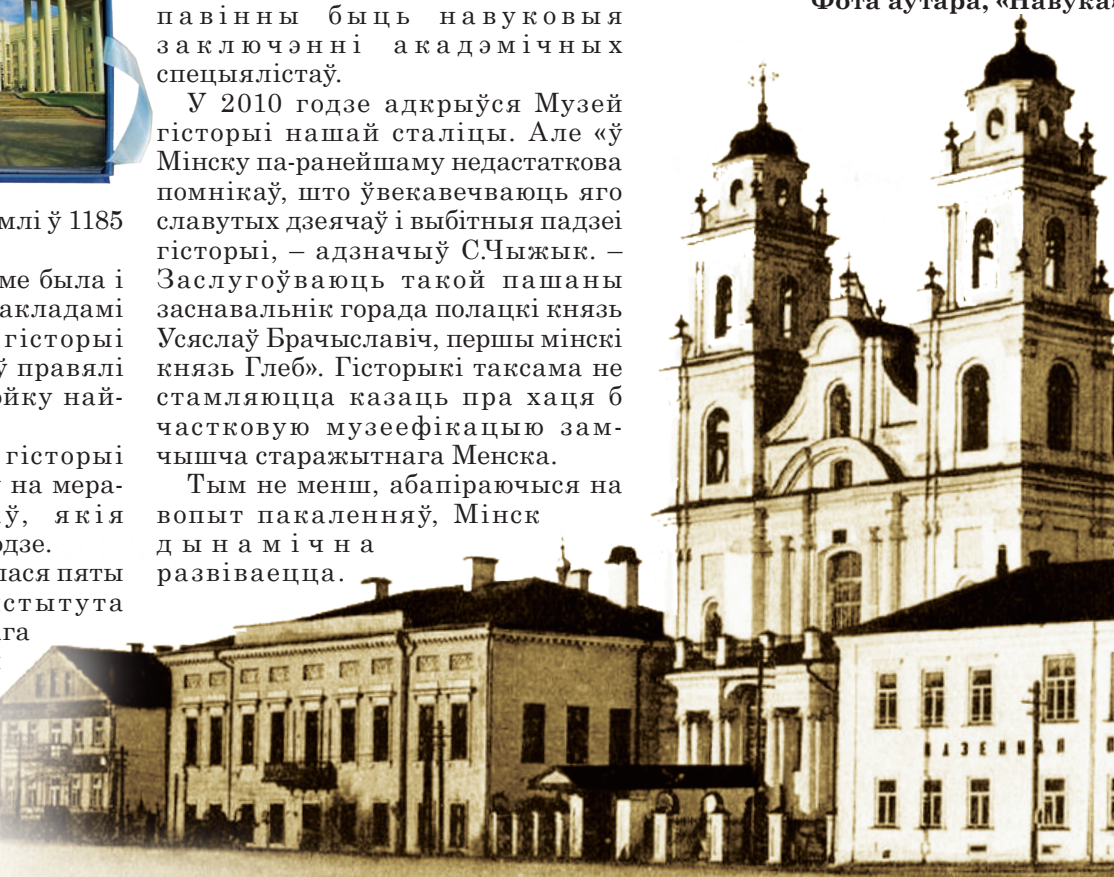 млі ў 1185
ме была і
акладамі
гісторыі
ў правялі
ойку най-
гісторыі
на мера-
ў, якія
одзе.
лася пяты
стытута
га
павінны быць навуковыя
заключэнні акадэмічных
спецыялістаў.
У 2010 годзе адкрыўся Музей
гісторыі нашай сталіцы. Але «ў
Мінску па-ранейшаму недастаткова
помнікаў, што ўвекавечваюць яго
славутых дзеячаў і выбітныя падзеі
гісторыі, – адзначыў С.Чыжык. –
Заслугоўваюць такой пашаны
заснавальнік горада полацкі князь
Усяслаў Брачыславіч, першы мінскі
князь Глеб». Гісторыкі таксама не
стамляюцца казаць пра хаця б
частковую музеефікацыю зам-
чышча старажытнага Менска.
Тым не менш, абапіраючыся на
вопыт пакаленняў, Мінск
дынамічна
развіваецца.
Фота аўтара, «Навука»
КАЗЕННАЯ